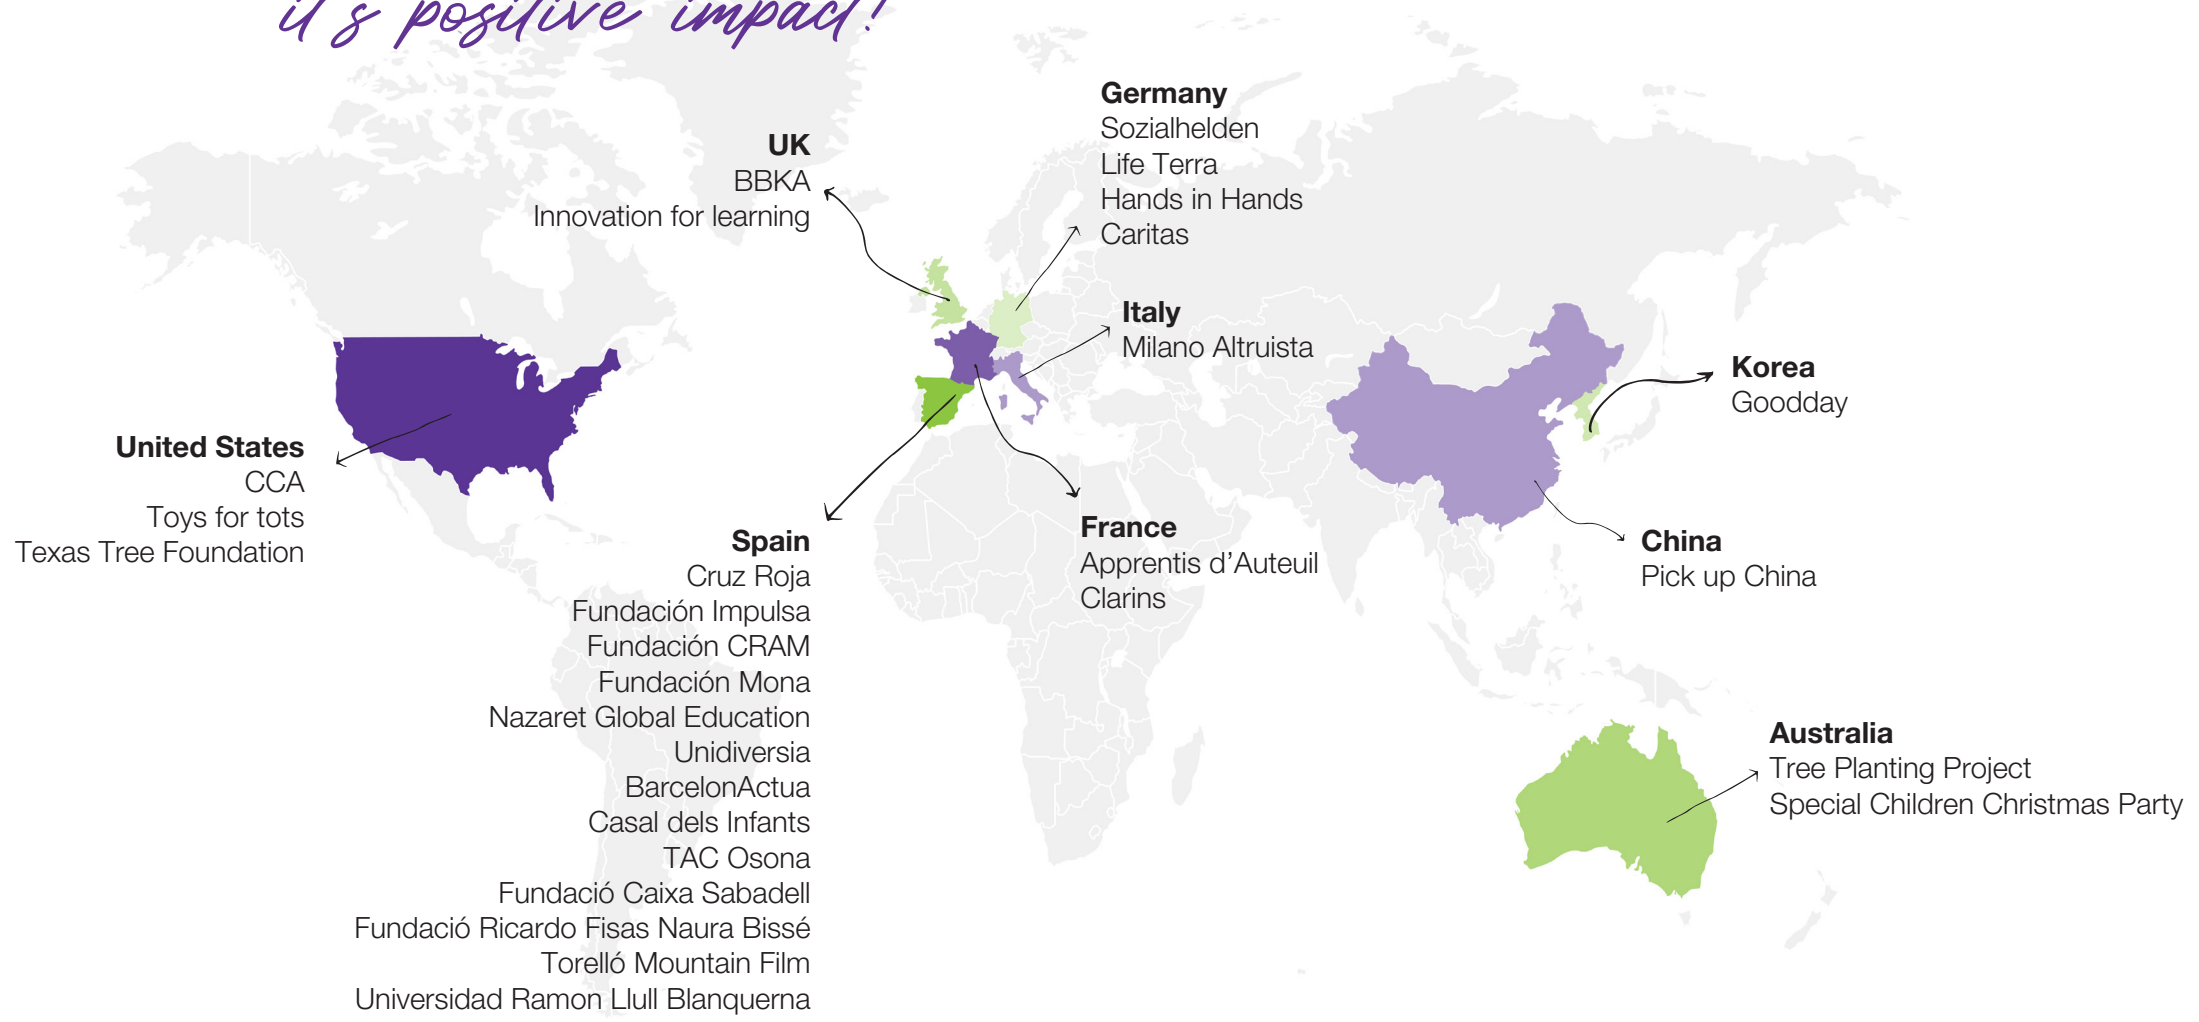 it's positive impact!
UK
BBKA
Innovation for learning
Germany
Sozialhelden
Life Terra
Hands in Hands
Caritas
Italy
Milano Altruista
Korea
Goodday
United States
CCA
Toys for tots
Texas Tree Foundation
Spain
Cruz Roja
Fundación Impulsa
Fundación CRAM
Fundación Mona
Nazaret Global Education
Unidiversia
BarcelonActua
Casal dels Infants
TAC Osona
Fundació Caixa Sabadell
Fundació Ricardo Fisas Naura Bissé
Torelló Mountain Film
Universidad Ramon Llull Blanquerna
France
Apprentis d'Auteuil
Clarins
China
Pick up China
Australia
Tree Planting Project
Special Children Christmas Party